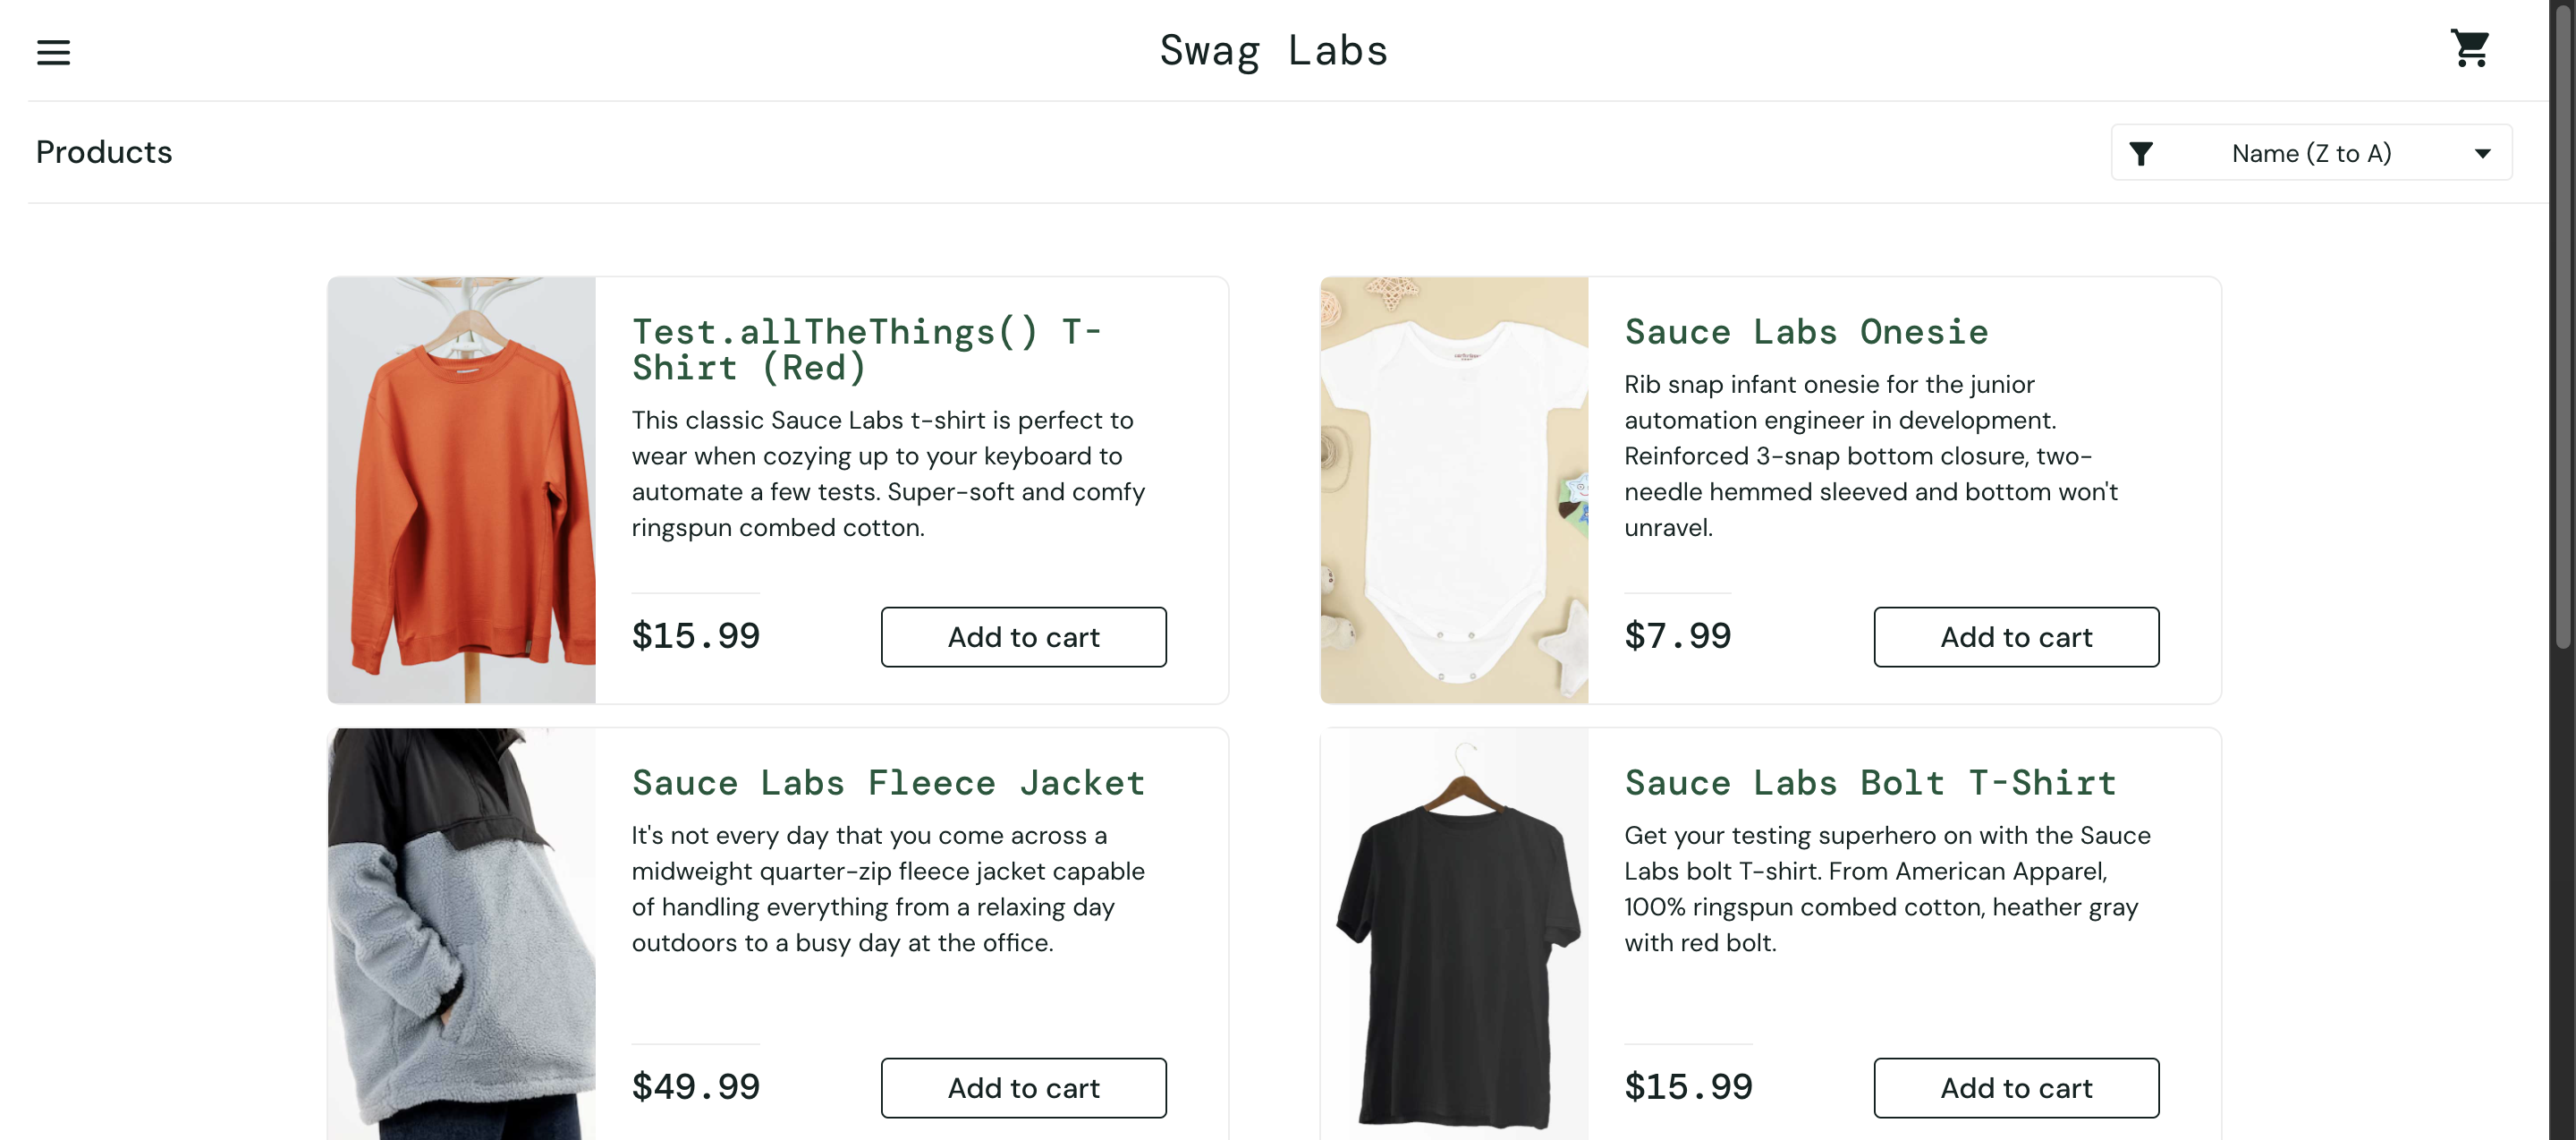 Swag Labs
Products
Name (Z to A)
Test.allTheThings() T-
Shirt (Red)
This classic Sauce Labs t-shirt is perfect to
wear when cozying up to your keyboard to
automate a few tests. Super-soft and comfy
ringspun combed cotton.
$15.99
Add to cart
Sauce Labs Onesie
Rib snap infant onesie for the junior
automation engineer in development.
Reinforced 3-snap bottom closure, two-
needle hemmed sleeved and bottom won't
unravel.
$7.99
Add to cart
Sauce Labs Fleece Jacket
It's not every day that you come across a
midweight quarter-zip fleece jacket capable
of handling everything from a relaxing day
outdoors to a busy day at the office.
$49.99
Add to cart
Sauce Labs Bolt T-Shirt
Get your testing superhero on with the Sauce
Labs bolt T-shirt. From American Apparel,
100% ringspun combed cotton, heather gray
with red bolt.
$15.99
Add to cart